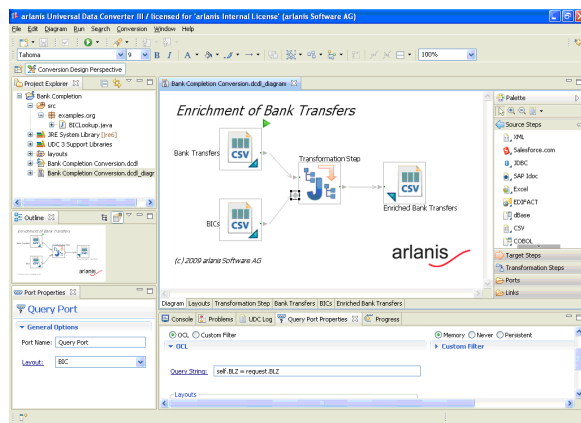 arlanis Universal Data Converter III / licensed for 'arlanis Internal License' (arlanis Software AG)
File Edit Diagram Run Search Conversion Window Help
Tahoma 9 B I A 100%
Conversion Design Perspective
Project Explorer
Bank Completion
src
examples.org
BICLookup.java
JRE System Library [jre6]
UDC 3 Support Libraries
layouts
Bank Completion Conversion.dcdl
Bank Completion Conversion.dcdl_diagr
Outline
Port Properties
Query Port
General Options
Port Name: Query Port
Layout: BIC
Bank Completion Conversion.dcdl_diagram
Enrichment of Bank Transfers
Bank Transfers
CSV
Transformation Step
CSV
Enriched Bank Transfers
BICs
CSV
(c) 2009 arlanis Software AG
arlanis
Diagram Layouts Transformation Step Bank Transfers BICs Enriched Bank Transfers
Palette
Source Steps
XML
Salesforce.com
JDBC
SAP Idoc
Excel
EDIFACT
dBase
CSV
COBOL
Target Steps
Transformation Steps
Ports
Links
Console Problems UDC Log Query Port Properties Progress
OCL Custom Filter
Memory Never Persistent
OCL
Custom Filter
Query String: self.BLZ = request.BLZ
Layouts